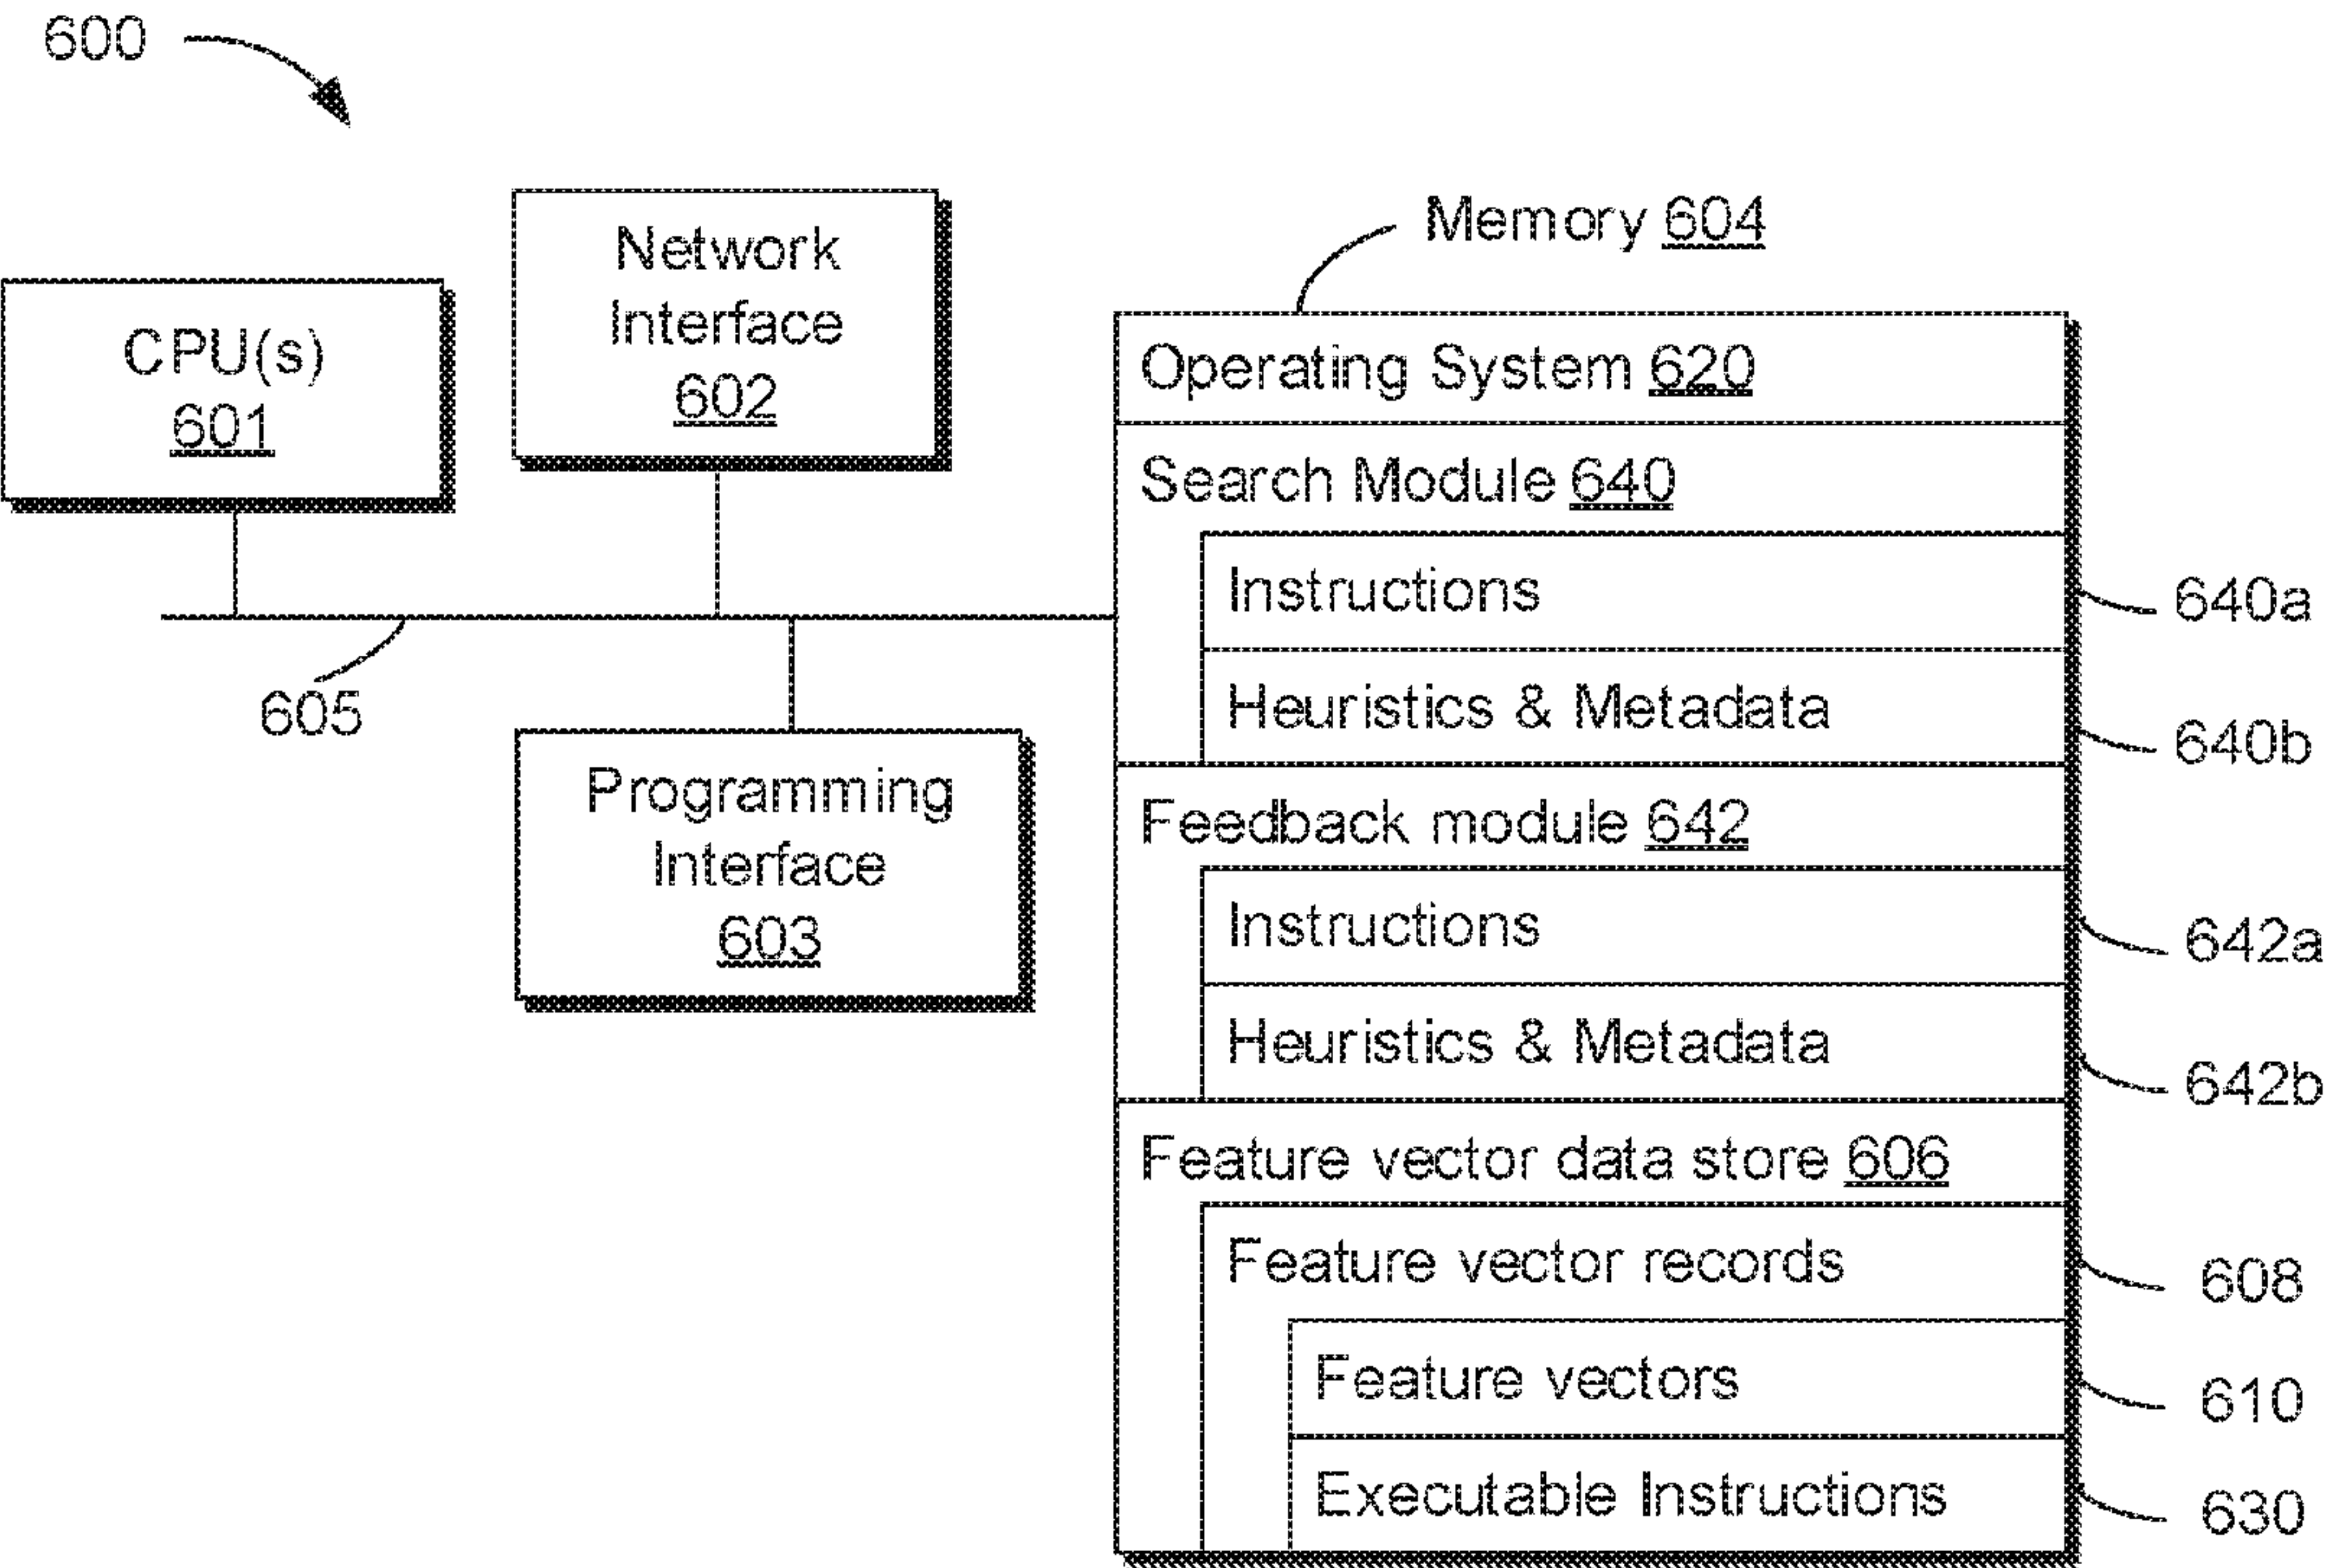 600
CPU(s)
601
Network
Interface
602
605
Programming
Interface
603
Memory 604
Operating System 620
Search Module 640
Instructions
640a
Heuristics & Metadata
640b
Feedback module 642
Instructions
642a
Heuristics & Metadata
642b
Feature vector data store 606
Feature vector records
608
Feature vectors
610
Executable Instructions
630